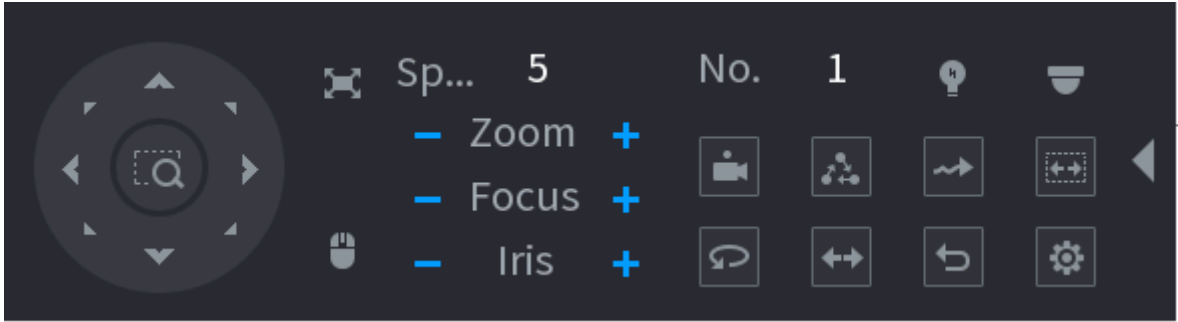 Sp... 5 No. 1
− Zoom +
− Focus +
− Iris +